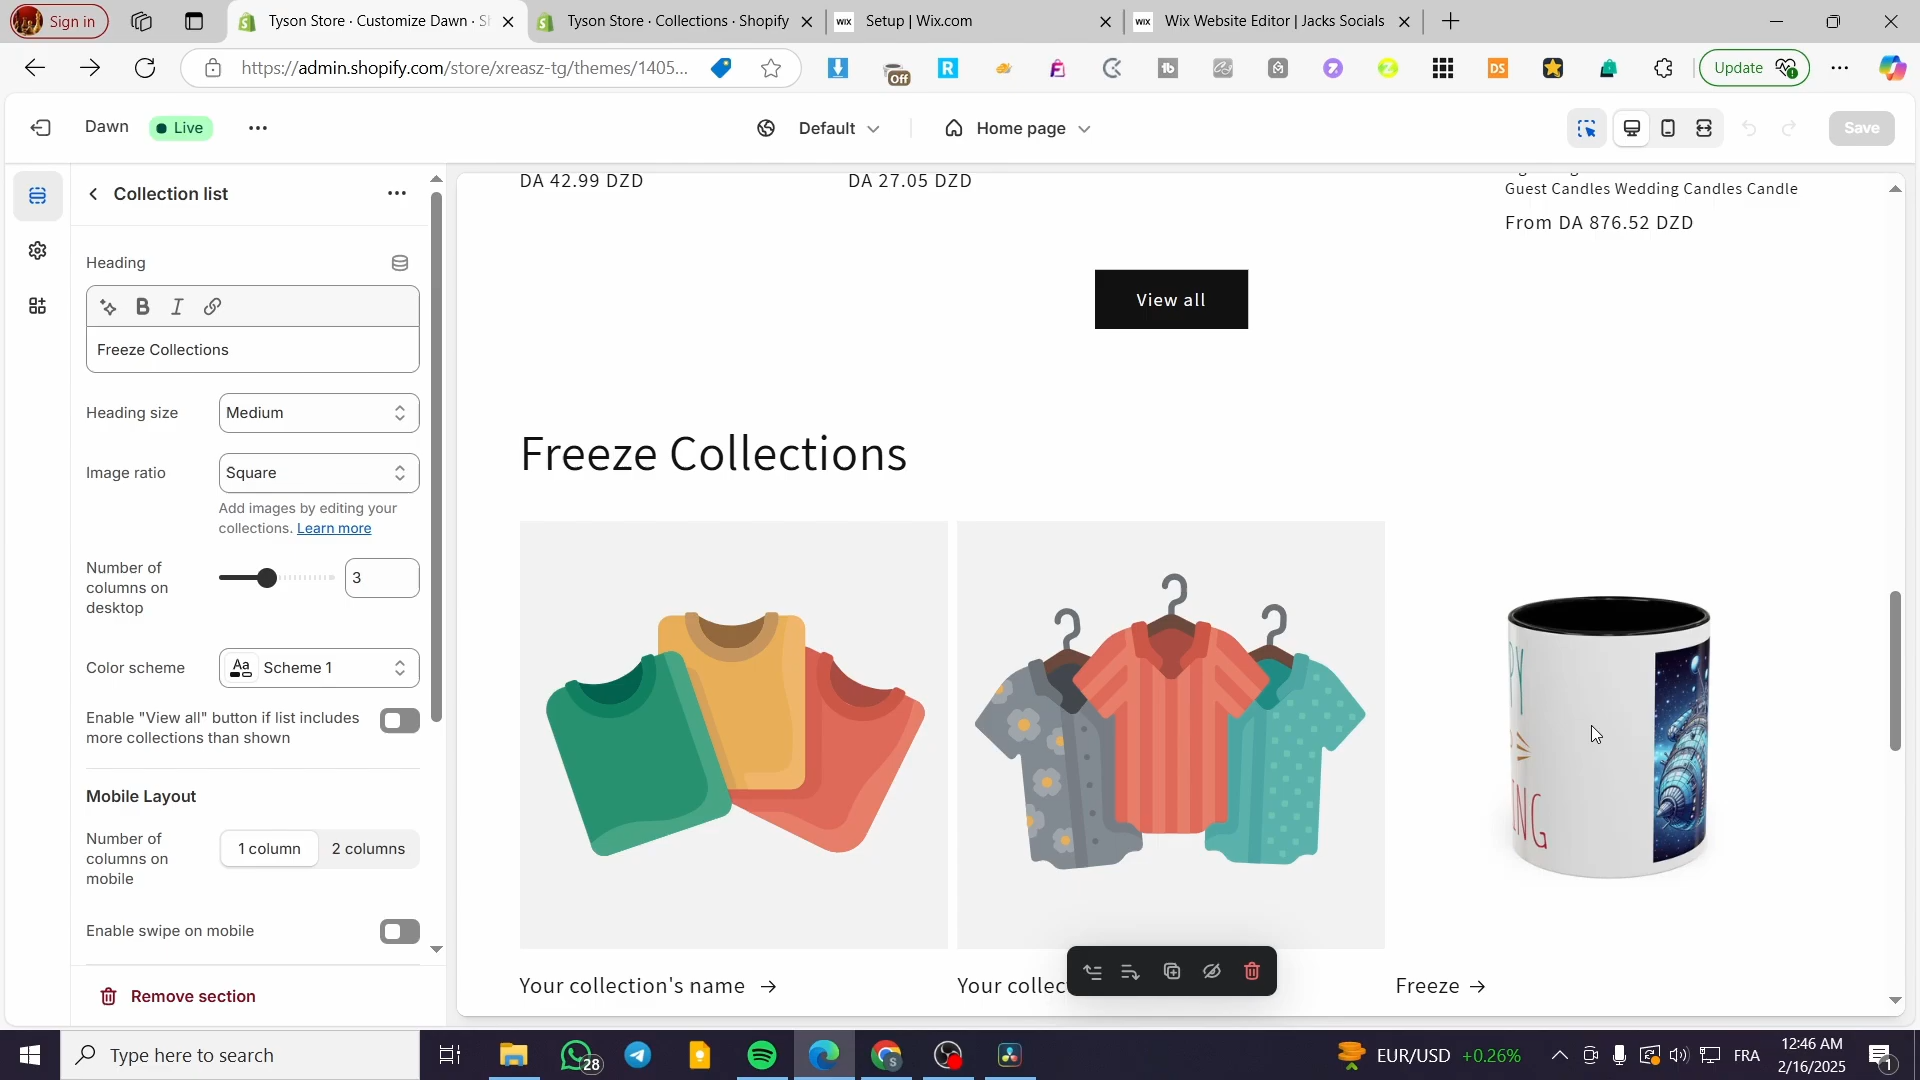 Sign in
Tyson Store · Customize Dawn · S
Tyson Store · Collections · Shopify
WIX Setup | Wix.com
WIX Wix Website Editor | Jacks Socials
https://admin.shopify.com/store/xreasz-tg/themes/1405...
Off
R
1b
DS
Update
Dawn
Live
Default
Home page
Save
Collection list
Heading
B I
Freeze Collections
Heading size
Medium
Image ratio
Square
Add images by editing your
collections. Learn more
Number of
columns on
desktop
3
Color scheme
Aa Scheme 1
Enable "View all" button if list includes
more collections than shown
Mobile Layout
Number of
columns on
mobile
1 column
2 columns
Enable swipe on mobile
Remove section
DA 42.99 DZD
DA 27.05 DZD
Guest Candles Wedding Candles Candle
From DA 876.52 DZD
View all
Freeze Collections
Your collection's name →
Your collec
Freeze →
Type here to search
28
EUR/USD +0.26%
FRA
12:46 AM
2/16/2025
1